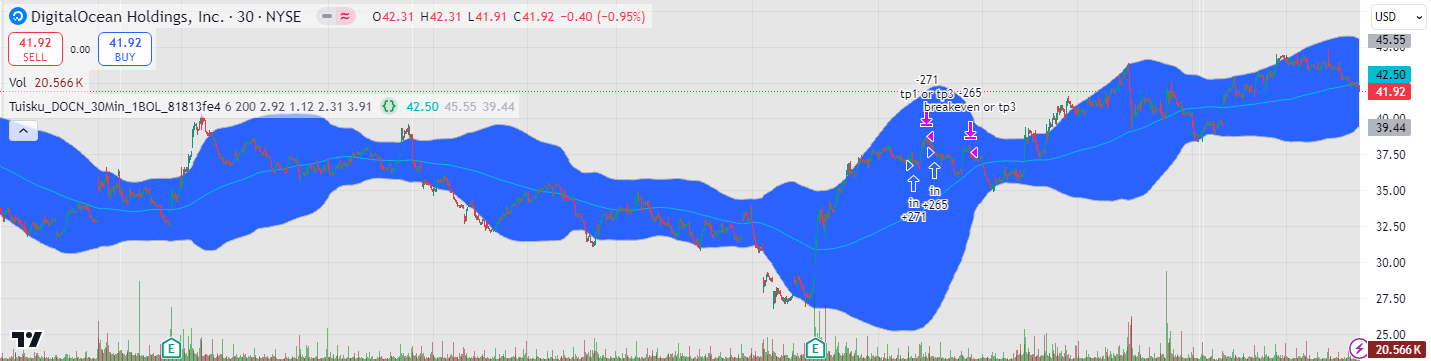 DigitalOcean Holdings, Inc. · 30 · NYSE
O42.31 H42.31 L41.91 C41.92 −0.40 (−0.95%)
USD
41.92
SELL
0.00
41.92
BUY
Vol 20.566 K
Tuisku_DOCN_30Min_1BOL_81813fe4 6 200 2.92 1.12 2.31 3.91 {} 42.50 45.55 39.44
-271
tp1 or tp3
-265
breakeven or tp3
in
+271
in
+265
45.55
45.00
42.50
41.92
40.00
39.44
37.50
35.00
32.50
30.00
27.50
25.00
20.566 K
E
E